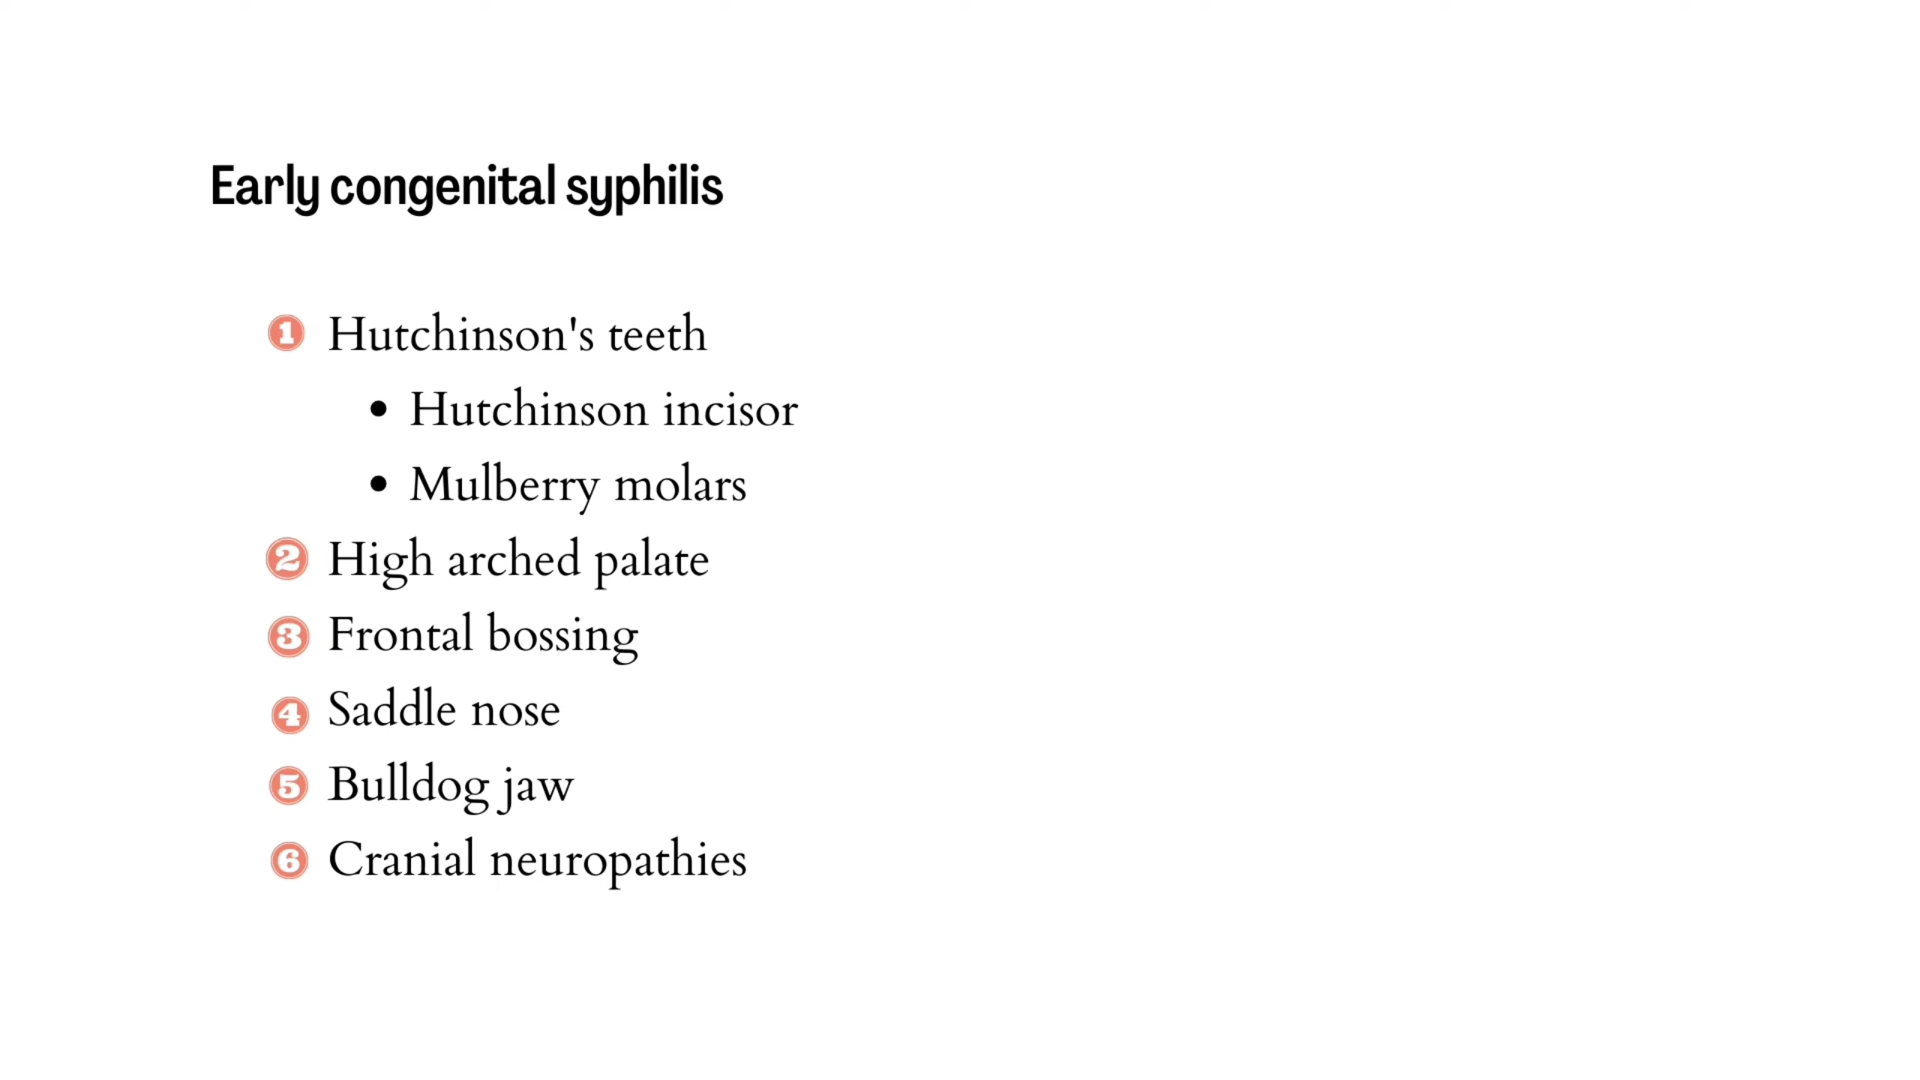 Early congenital syphilis
1 Hutchinson's teeth
• Hutchinson incisor
• Mulberry molars
2 High arched palate
3 Frontal bossing
4 Saddle nose
5 Bulldog jaw
6 Cranial neuropathies